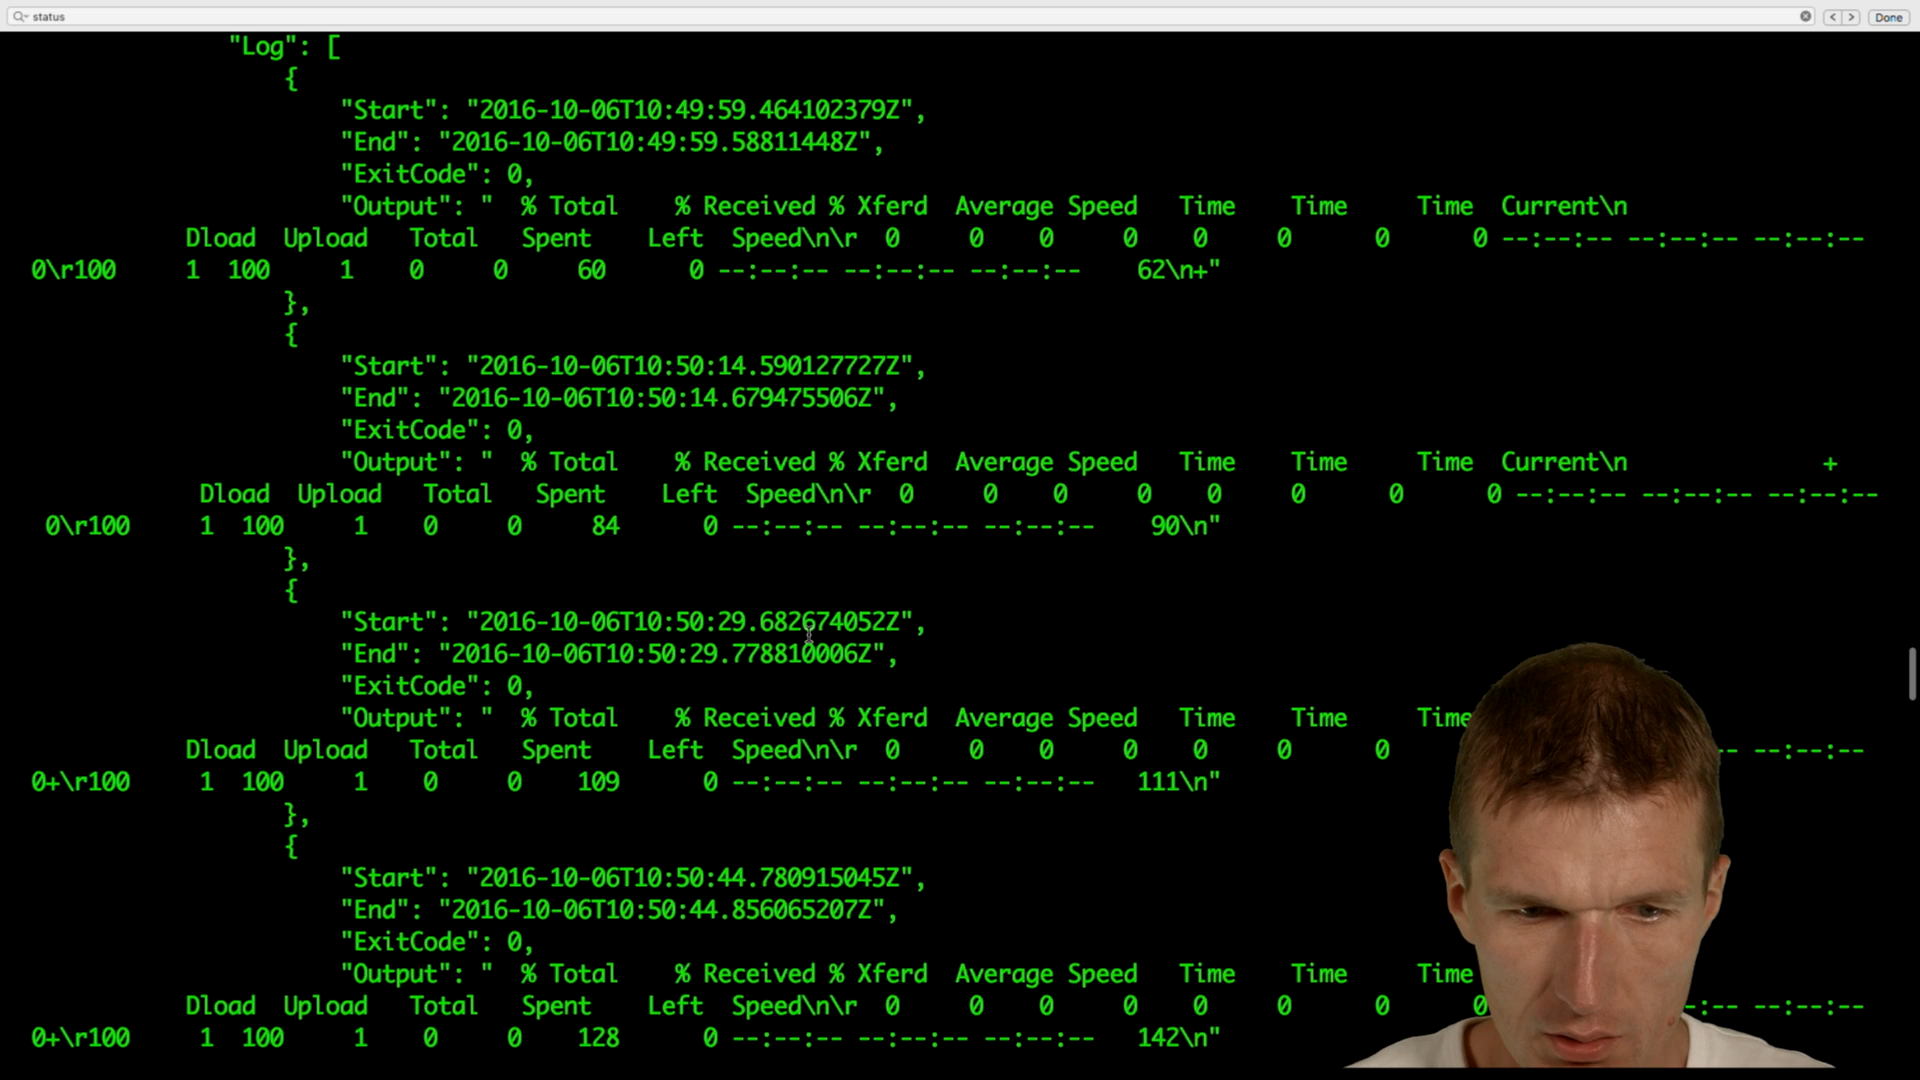 status
Done
"Log": [
{
"Start": "2016-10-06T10:49:59.464102379Z",
"End": "2016-10-06T10:49:59.58811448Z",
"ExitCode": 0,
"Output": "  % Total    % Received % Xferd  Average Speed   Time    Time     Time  Current\n
Dload  Upload   Total   Spent    Left  Speed\n\r  0     0    0     0    0     0      0      0 --:--:-- --:--:-- --:--:--
0\r100     1  100     1    0     0     60      0 --:--:-- --:--:-- --:--:--    62\n+"
},
{
"Start": "2016-10-06T10:50:14.590127727Z",
"End": "2016-10-06T10:50:14.679475506Z",
"ExitCode": 0,
"Output": "  % Total    % Received % Xferd  Average Speed   Time    Time     Time  Current\n              +
Dload  Upload   Total   Spent    Left  Speed\n\r  0     0    0     0    0     0      0      0 --:--:-- --:--:-- --:--:--
0\r100     1  100     1    0     0     84      0 --:--:-- --:--:-- --:--:--    90\n"
},
{
"Start": "2016-10-06T10:50:29.682674052Z",
"End": "2016-10-06T10:50:29.778810006Z",
"ExitCode": 0,
"Output": "  % Total    % Received % Xferd  Average Speed   Time    Time     Time
Dload  Upload   Total   Spent    Left  Speed\n\r  0     0    0     0    0     0      0 -- --:--:--
0+\r100     1  100     1    0     0    109      0 --:--:-- --:--:-- --:--:--   111\n"
},
{
"Start": "2016-10-06T10:50:44.780915045Z",
"End": "2016-10-06T10:50:44.856065207Z",
"ExitCode": 0,
"Output": "  % Total    % Received % Xferd  Average Speed   Time    Time     Time
Dload  Upload   Total   Spent    Left  Speed\n\r  0     0    0     0    0     0      0      0 -:-- --:--:--
0+\r100     1  100     1    0     0    128      0 --:--:-- --:--:-- --:--:--   142\n"